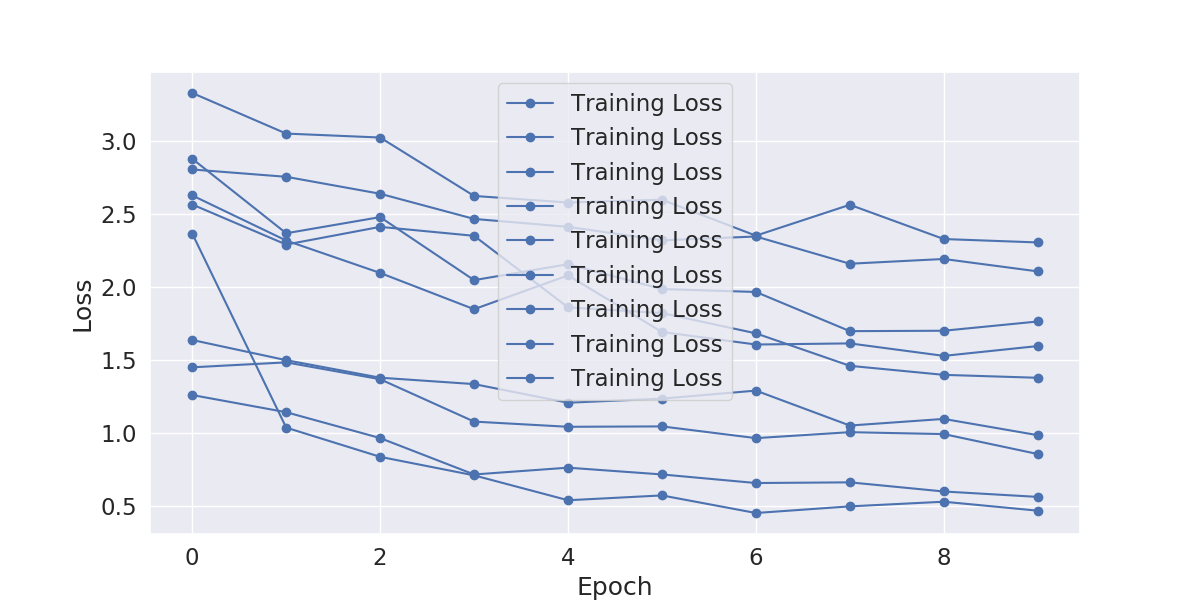 Training Loss
Training Loss
Training Loss
Training Loss
Training Loss
Training Loss
Training Loss
Training Loss
Training Loss
3.0
2.5
2.0
1.5
1.0
0.5
Loss
0 2 4 6 8
Epoch